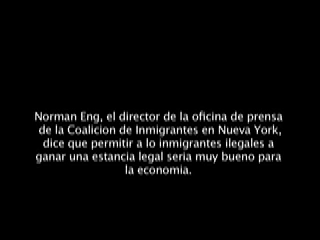 Norman Eng, el director de la oficina de prensa
de la Coalicion de Inmigrantes en Nueva York,
dice que permitir a lo inmigrantes ilegales a
ganar una estancia legal seria muy bueno para
la economia.